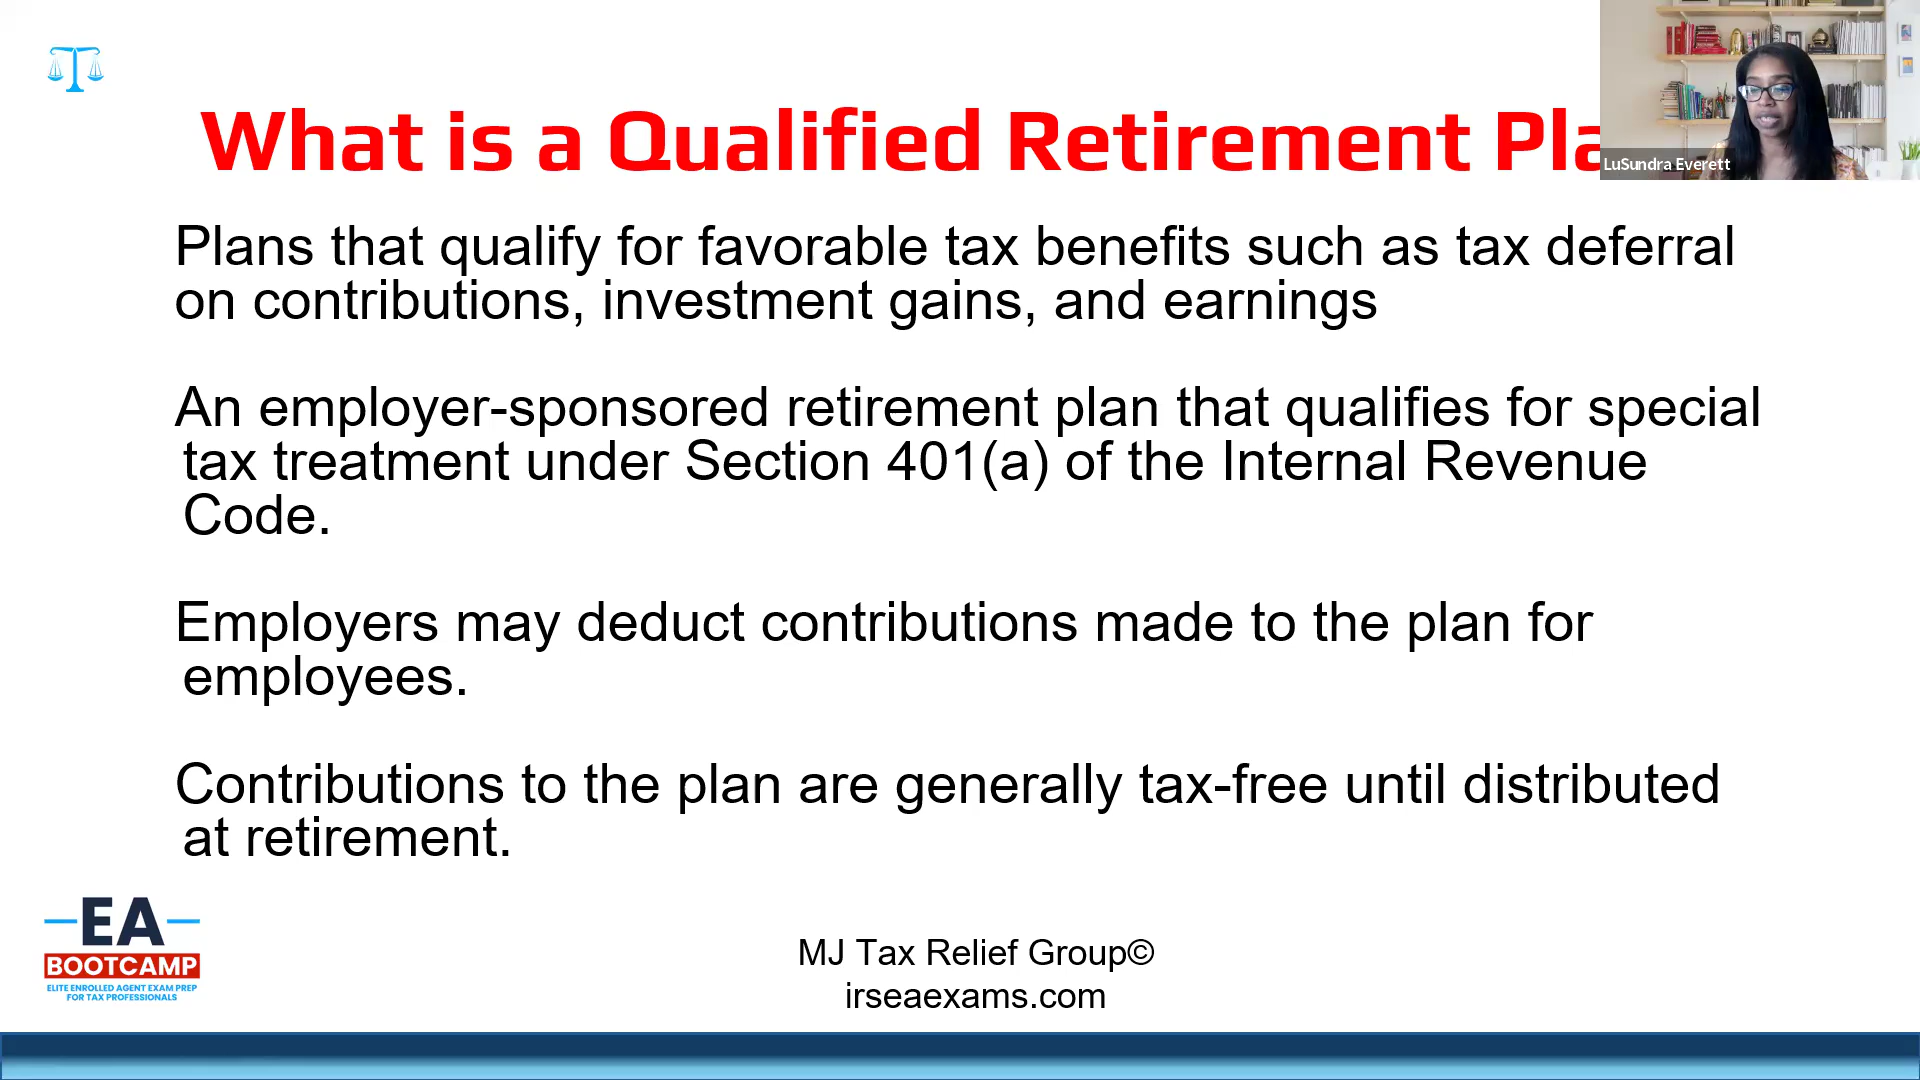 What is a Qualified Retirement Pla
LuSundra Everett
Plans that qualify for favorable tax benefits such as tax deferral
on contributions, investment gains, and earnings
An employer-sponsored retirement plan that qualifies for special
tax treatment under Section 401(a) of the Internal Revenue
Code.
Employers may deduct contributions made to the plan for
employees.
Contributions to the plan are generally tax-free until distributed
at retirement.
EA
BOOTCAMP
ELITE ENROLLED AGENT EXAM PREP
FOR TAX PROFESSIONALS
MJ Tax Relief Group©
irseaexams.com